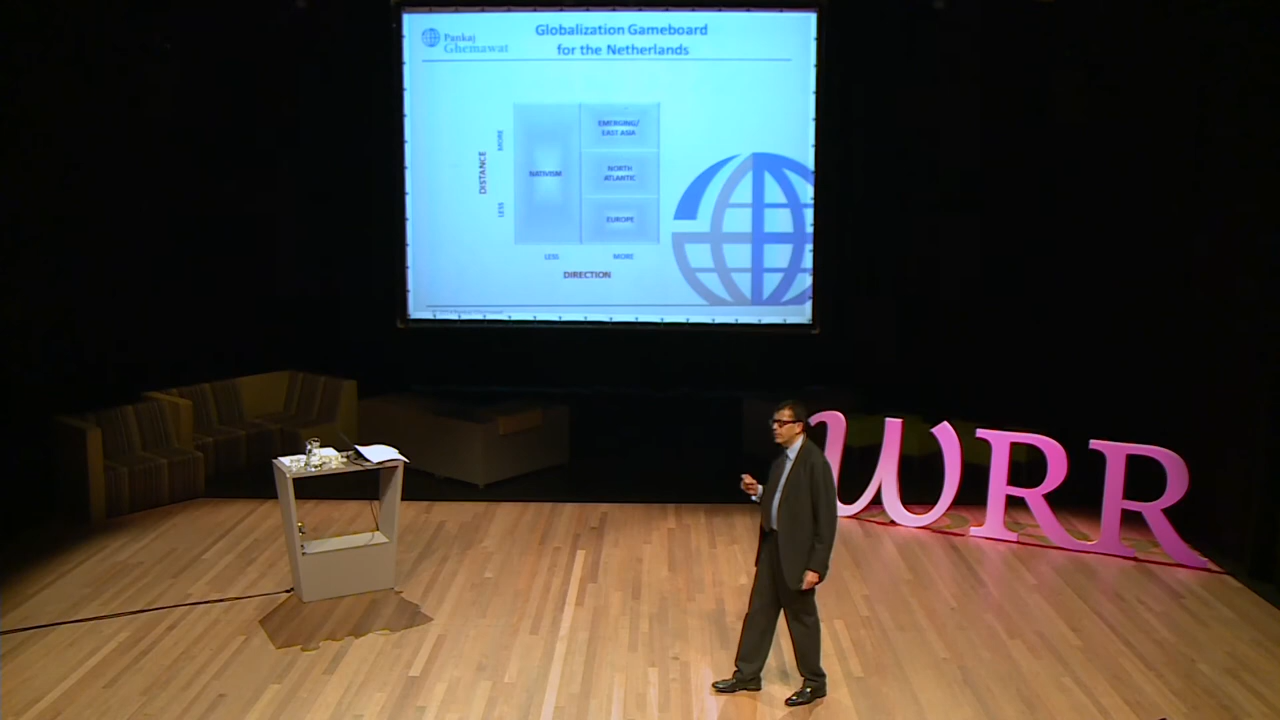 Pankaj
Ghemawat
Globalization Gameboard
for the Netherlands
DISTANCE
MORE
LESS
NATIVISM
EMERGING/
EAST ASIA
NORTH
ATLANTIC
EUROPE
LESS
MORE
DIRECTION
WRR